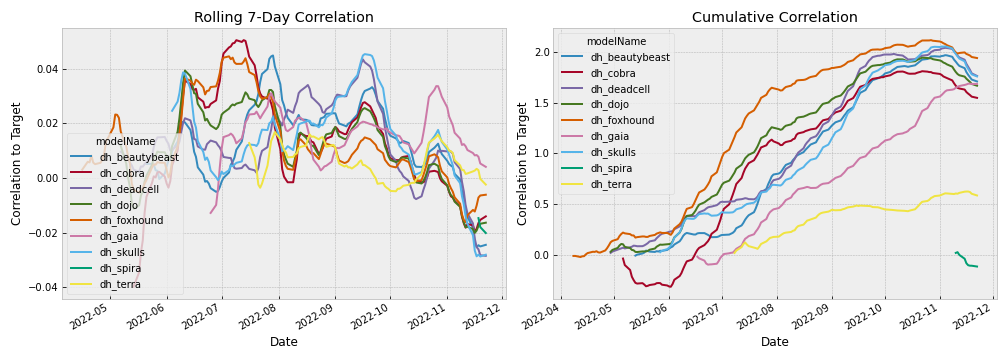 Rolling 7-Day Correlation
Correlation to Target
0.04
0.02
0.00
−0.02
−0.04
modelName
dh_beautybeast
dh_cobra
dh_deadcell
dh_dojo
dh_foxhound
dh_gaia
dh_skulls
dh_spira
dh_terra
2022-05
2022-06
2022-07
2022-08
2022-09
2022-10
2022-11
2022-12
Date
Cumulative Correlation
Correlation to Target
2.0
1.5
1.0
0.5
0.0
modelName
dh_beautybeast
dh_cobra
dh_deadcell
dh_dojo
dh_foxhound
dh_gaia
dh_skulls
dh_spira
dh_terra
2022-04
2022-05
2022-06
2022-07
2022-08
2022-09
2022-10
2022-11
2022-12
Date